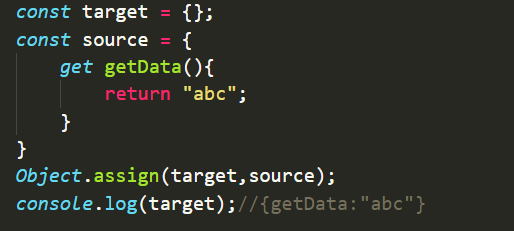 const target = {};
const source = {
    get getData(){
        return "abc";
    }
}
Object.assign(target,source);
console.log(target);//{getData:"abc"}